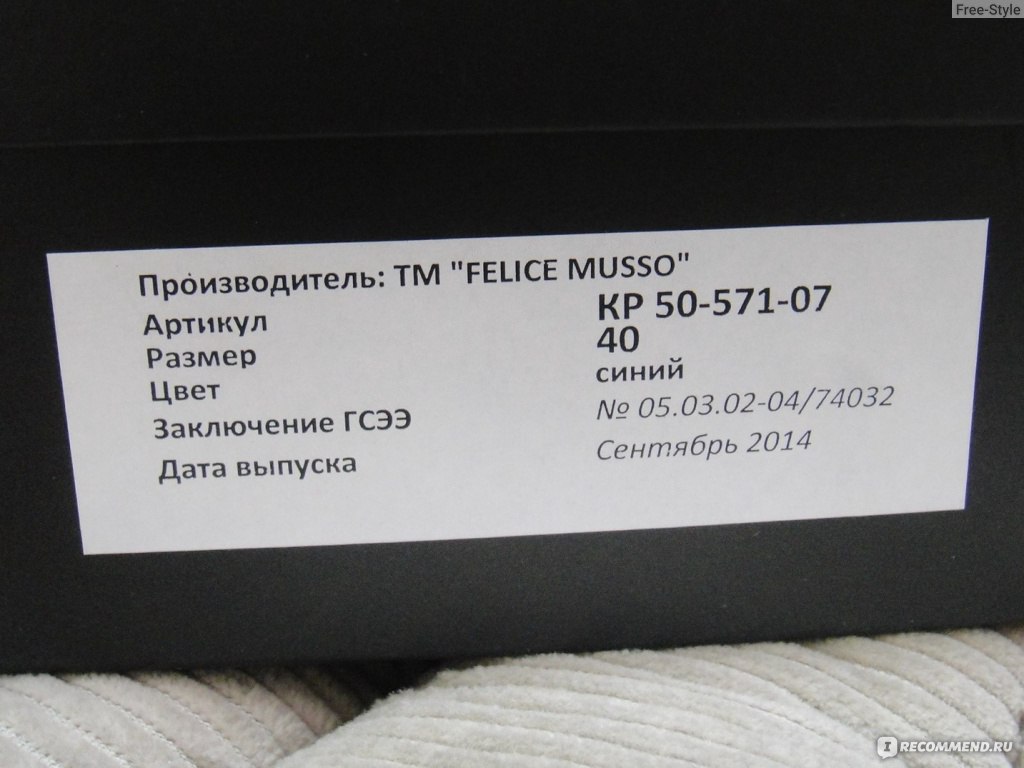 Free-Style
Производитель: ТМ "FELICE MUSSO"
Артикул КР 50-571-07
Размер 40
Цвет синий
Заключение ГСЭЭ № 05.03.02-04/74032
Дата выпуска Сентябрь 2014
IRECOMMEND.RU